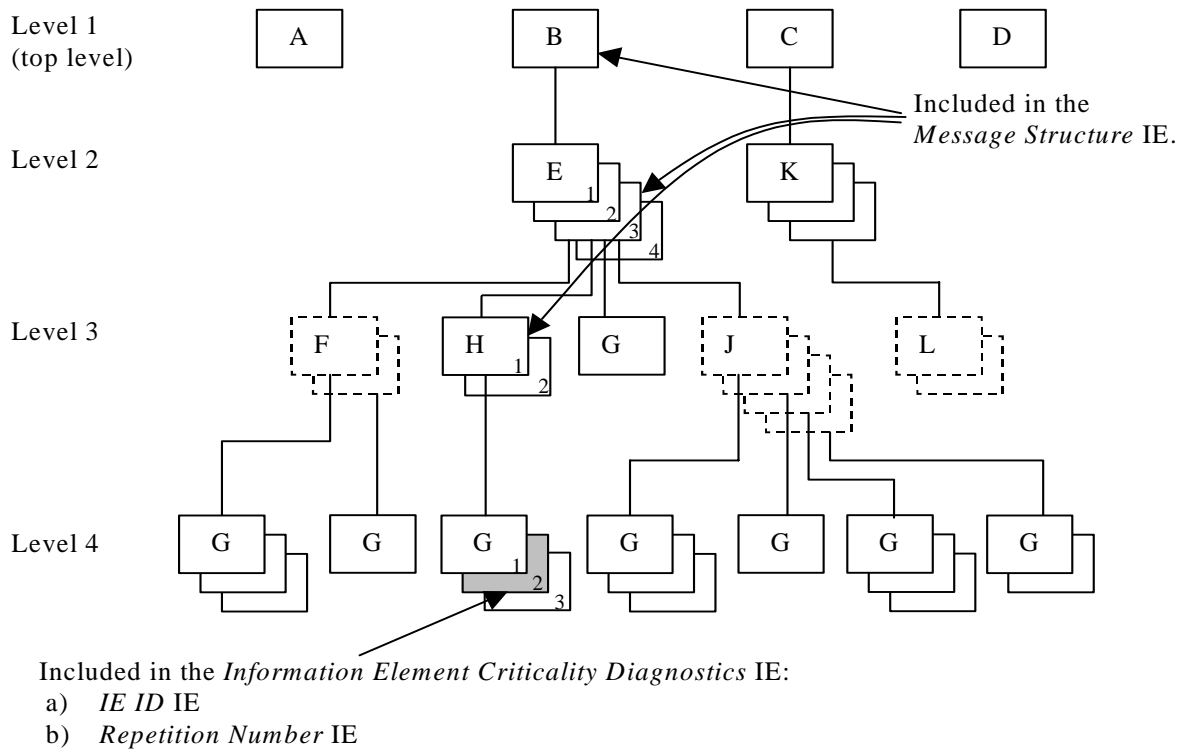 Level 1
(top level)
A
B
C
D
Included in the
Message Structure IE.
Level 2
E
1
2
3
4
K
Level 3
F
H
1
2
G
J
L
Level 4
G
G
G
1
2
3
G
G
G
G
Included in the Information Element Criticality Diagnostics IE:
a) IE ID IE
b) Repetition Number IE